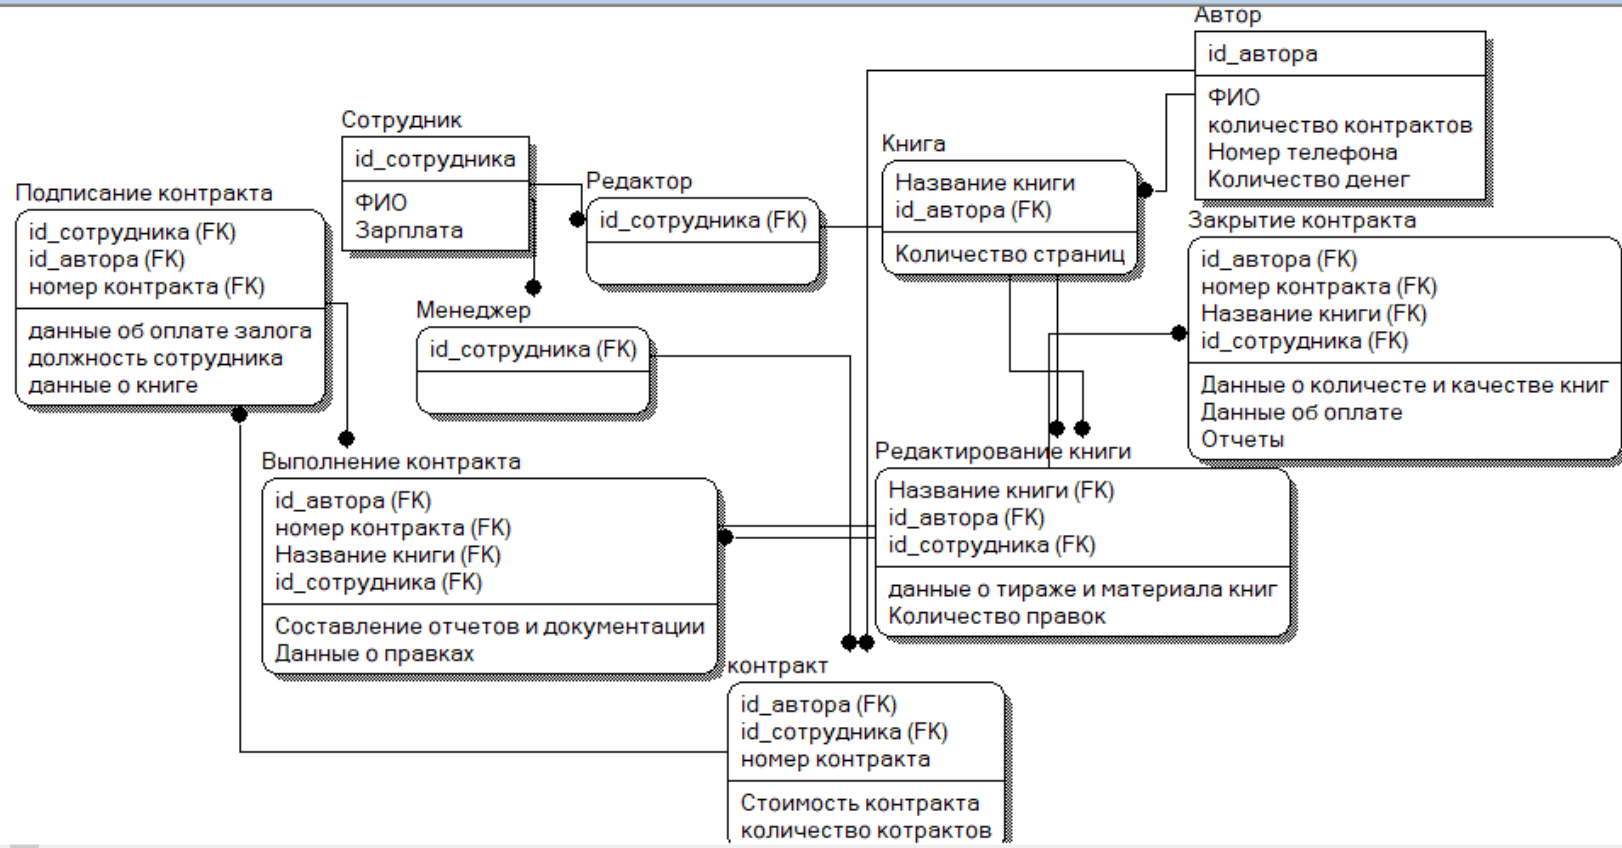 Автор
id_автора
ФИО
количество контрактов
Номер телефона
Количество денег
Сотрудник
id_сотрудника
ФИО
Зарплата
Книга
Название книги
id_автора (FK)
Количество страниц
Редактор
id_сотрудника (FK)
Подписание контракта
id_сотрудника (FK)
id_автора (FK)
номер контракта (FK)
данные об оплате залога
должность сотрудника
данные о книге
Закрытие контракта
id_автора (FK)
номер контракта (FK)
Название книги (FK)
id_сотрудника (FK)
Данные о количесте и качестве книг
Данные об оплате
Отчеты
Менеджер
id_сотрудника (FK)
Редактирование книги
Название книги (FK)
id_автора (FK)
id_сотрудника (FK)
данные о тираже и материала книг
Количество правок
Выполнение контракта
id_автора (FK)
номер контракта (FK)
Название книги (FK)
id_сотрудника (FK)
Составление отчетов и документации
Данные о правках
контракт
id_автора (FK)
id_сотрудника (FK)
номер контракта
Стоимость контракта
количество котрактов